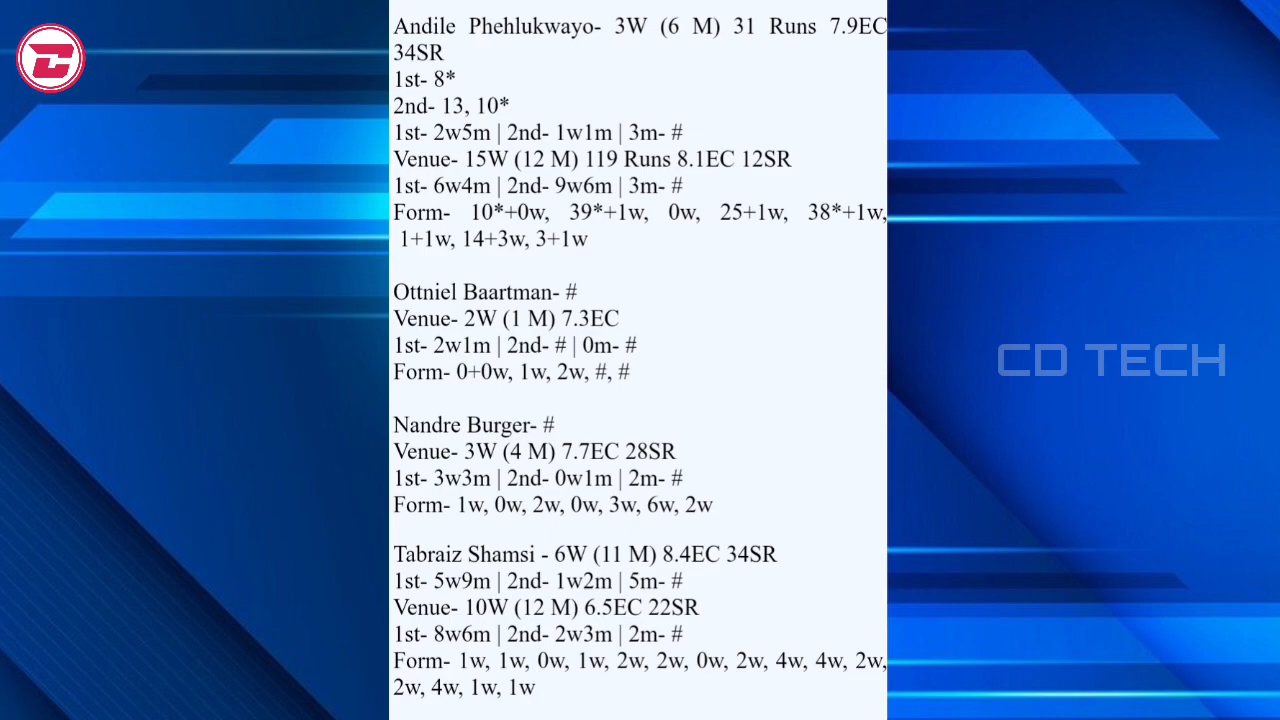 Andile Phehlukwayo- 3W (6 M) 31 Runs 7.9EC
34SR
1st- 8*
2nd- 13, 10*
1st- 2w5m | 2nd- 1w1m | 3m- #
Venue- 15W (12 M) 119 Runs 8.1EC 12SR
1st- 6w4m | 2nd- 9w6m | 3m- #
Form- 10*+0w, 39*+1w, 0w, 25+1w, 38*+1w,
1+1w, 14+3w, 3+1w
Ottniel Baartman- #
Venue- 2W (1 M) 7.3EC
1st- 2w1m | 2nd- # | 0m- #
Form- 0+0w, 1w, 2w, #, #
Nandre Burger- #
Venue- 3W (4 M) 7.7EC 28SR
1st- 3w3m | 2nd- 0w1m | 2m- #
Form- 1w, 0w, 2w, 0w, 3w, 6w, 2w
Tabraiz Shamsi - 6W (11 M) 8.4EC 34SR
1st- 5w9m | 2nd- 1w2m | 5m- #
Venue- 10W (12 M) 6.5EC 22SR
1st- 8w6m | 2nd- 2w3m | 2m- #
Form- 1w, 1w, 0w, 1w, 2w, 2w, 0w, 2w, 4w, 4w, 2w,
2w, 4w, 1w, 1w
CD TECH